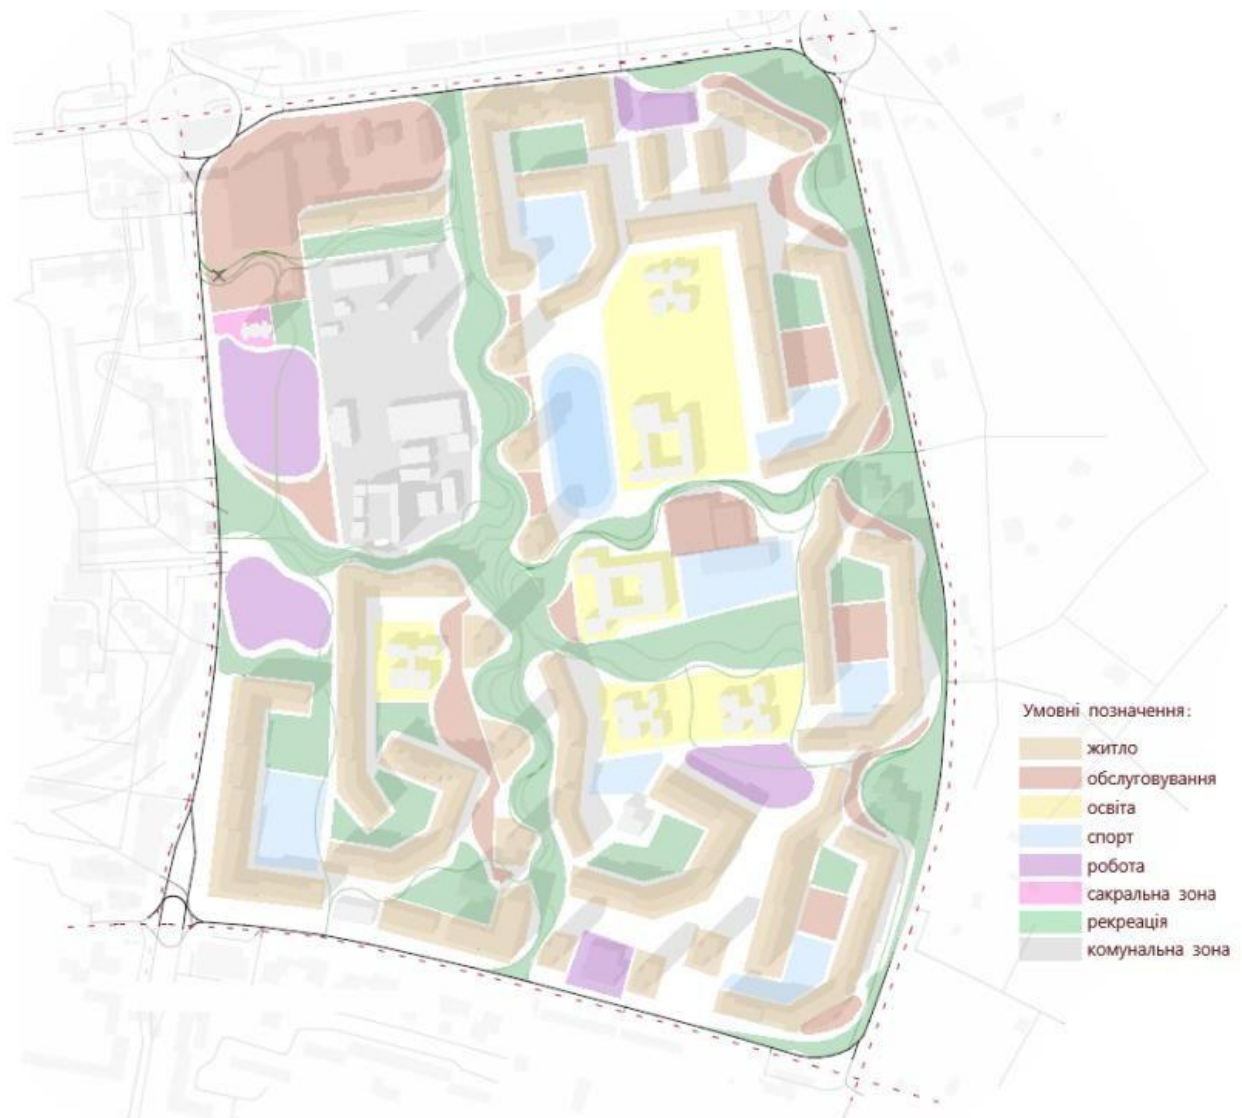 Умовні позначення:
житло
обслуговування
освіта
спорт
робота
сакральна зона
рекреація
комунальна зона